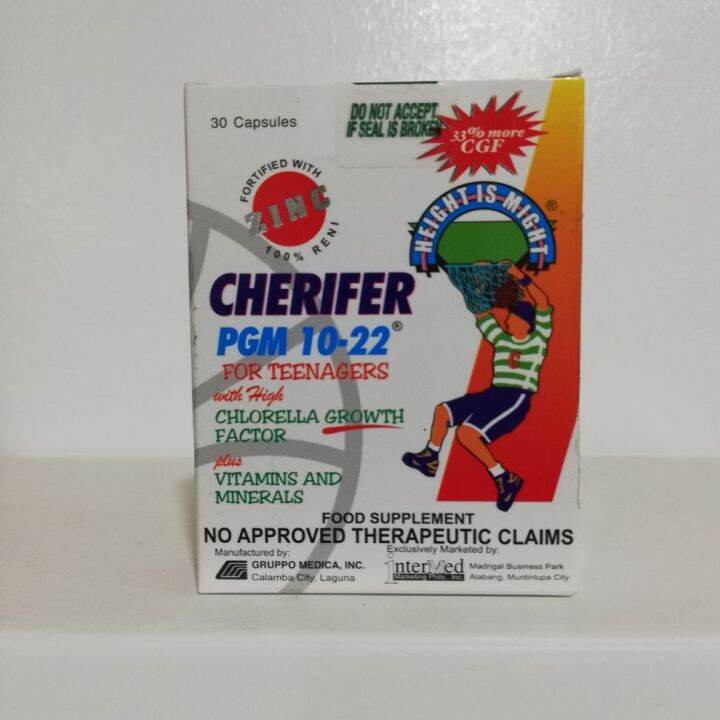 30 Capsules
DO NOT ACCEPT
IF SEAL IS BROKEN
33% more
CGF
FORTIFIED WITH
ZINC
100% RENI
HEIGHT IS MIGHT®
CHERIFER
PGM 10-22®
FOR TEENAGERS
with High
CHLORELLA GROWTH
FACTOR
plus
VITAMINS AND
MINERALS
C
FOOD SUPPLEMENT
NO APPROVED THERAPEUTIC CLAIMS
Manufactured by:
GRUPPO MEDICA, INC.
Calamba City, Laguna
Exclusively Marketed by:
interMed
Marketing Phils., Inc.
Madrigal Business Park
Alabang, Muntinlupa City